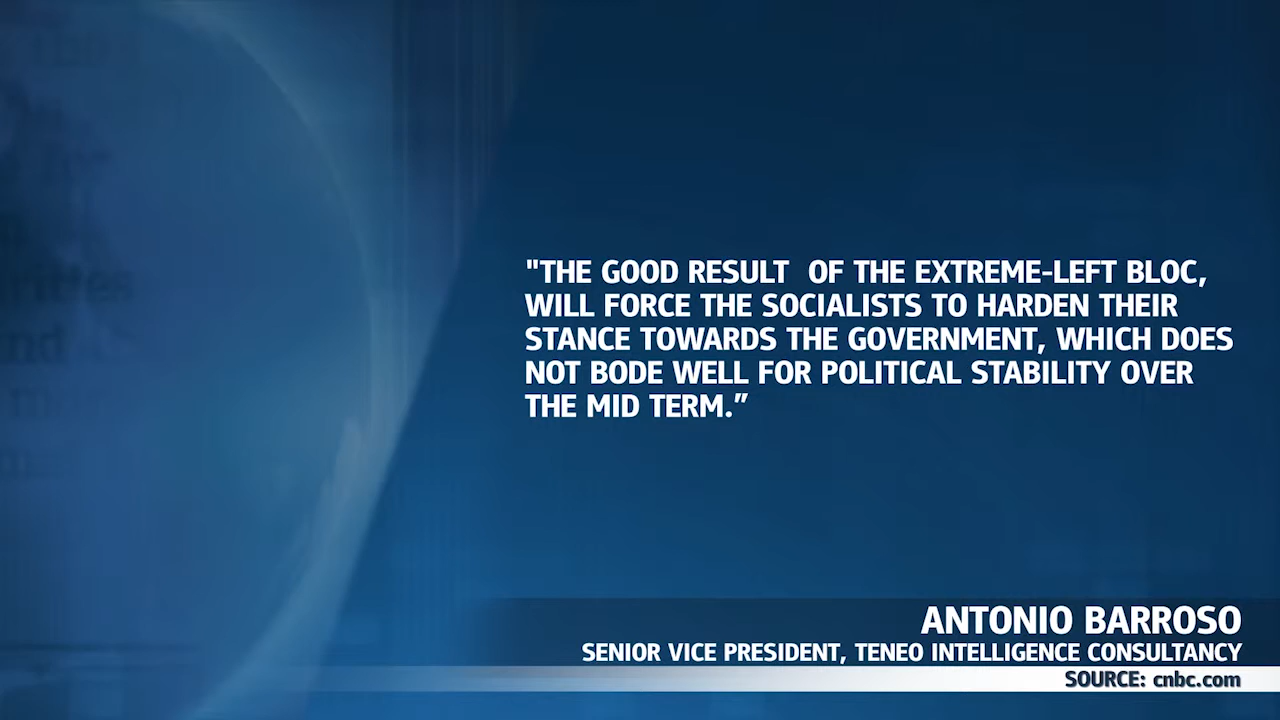 "THE GOOD RESULT OF THE EXTREME-LEFT BLOC,
WILL FORCE THE SOCIALISTS TO HARDEN THEIR
STANCE TOWARDS THE GOVERNMENT, WHICH DOES
NOT BODE WELL FOR POLITICAL STABILITY OVER
THE MID TERM.”
ANTONIO BARROSO
SENIOR VICE PRESIDENT, TENEO INTELLIGENCE CONSULTANCY
SOURCE: cnbc.com